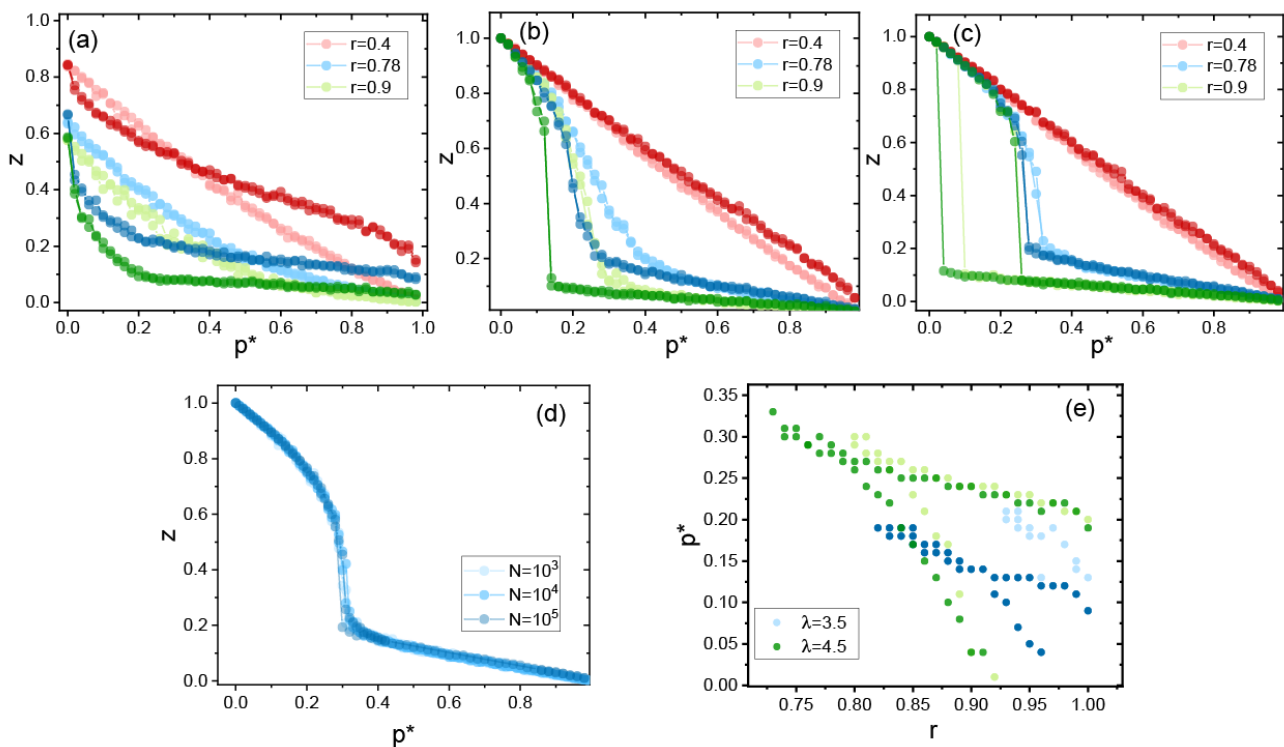 (a)
r=0.4
r=0.78
r=0.9
z
1.0
0.8
0.6
0.4
0.2
0.0
0.0 0.2 0.4 0.6 0.8 1.0
p*
(b)
r=0.4
r=0.78
r=0.9
z
1.0
0.8
0.6
0.4
0.2
0.0 0.2 0.4 0.6 0.8
p*
(c)
r=0.4
r=0.78
r=0.9
z
1.0
0.8
0.6
0.4
0.2
0.0
0.0 0.2 0.4 0.6 0.8
p*
(d)
z
1.0
0.8
0.6
0.4
0.2
0.0
N=10³
N=10⁴
N=10⁵
0.0 0.2 0.4 0.6 0.8
p*
(e)
p*
0.35
0.30
0.25
0.20
0.15
0.10
0.05
0.00
λ=3.5
λ=4.5
0.75 0.80 0.85 0.90 0.95 1.00
r